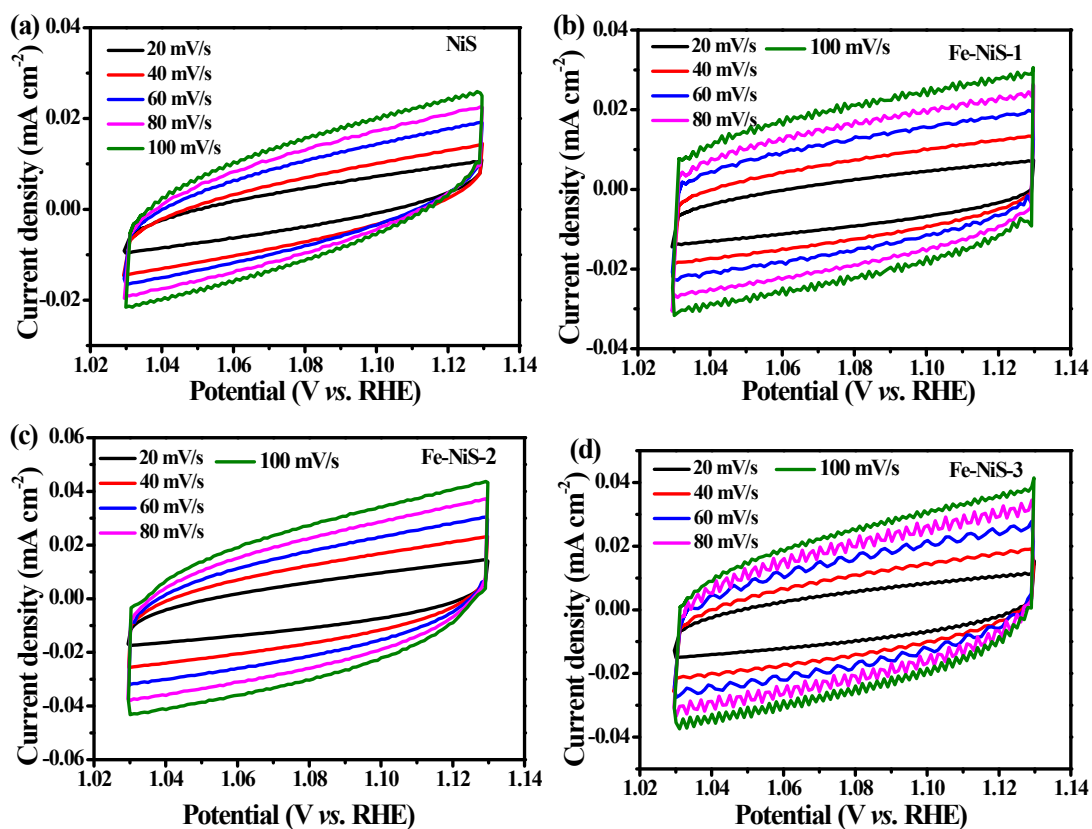 (a)
0.04
0.02
0.00
-0.02
Current density (mA cm-2)
20 mV/s
40 mV/s
60 mV/s
80 mV/s
100 mV/s
NiS
1.02 1.04 1.06 1.08 1.10 1.12 1.14
Potential (V vs. RHE)
(b)
0.04
0.02
0.00
-0.02
-0.04
Current density (mA cm-2)
20 mV/s 100 mV/s
40 mV/s
60 mV/s
80 mV/s
Fe-NiS-1
1.02 1.04 1.06 1.08 1.10 1.12 1.14
Potential (V vs. RHE)
(c)
0.06
0.04
0.02
0.00
-0.02
-0.04
-0.06
Current density (mA cm-2)
20 mV/s 100 mV/s
40 mV/s
60 mV/s
80 mV/s
Fe-NiS-2
1.02 1.04 1.06 1.08 1.10 1.12 1.14
Potential (V vs. RHE)
(d)
0.04
0.02
0.00
-0.02
-0.04
Current density (mA cm-2)
20 mV/s 100 mV/s
40 mV/s
60 mV/s
80 mV/s
Fe-NiS-3
1.02 1.04 1.06 1.08 1.10 1.12 1.14
Potential (V vs. RHE)